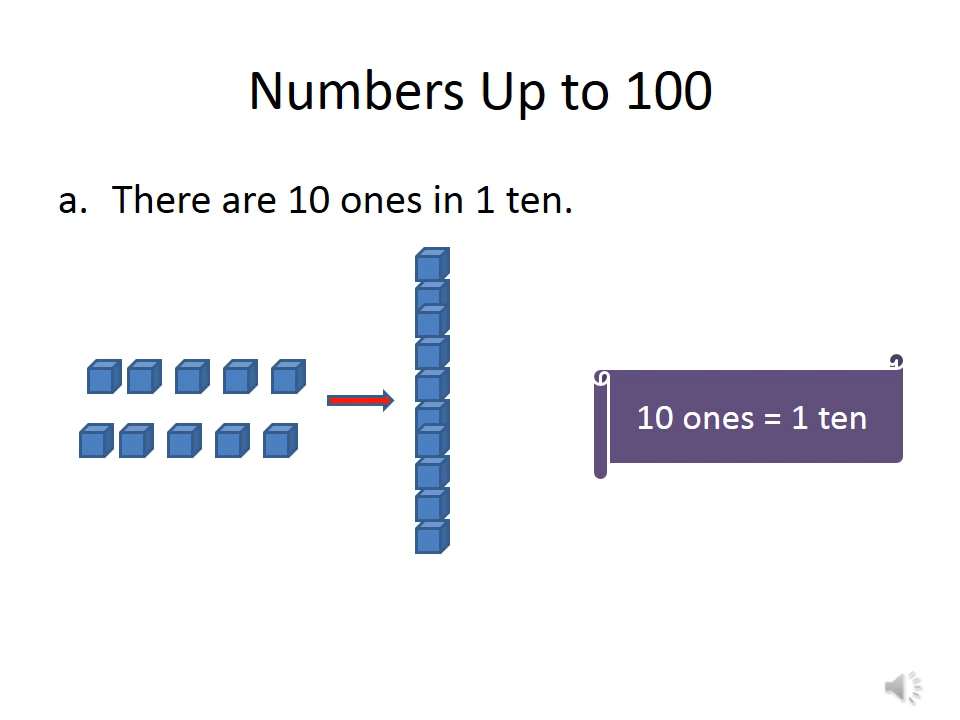 Numbers Up to 100
a. There are 10 ones in 1 ten.
10 ones = 1 ten